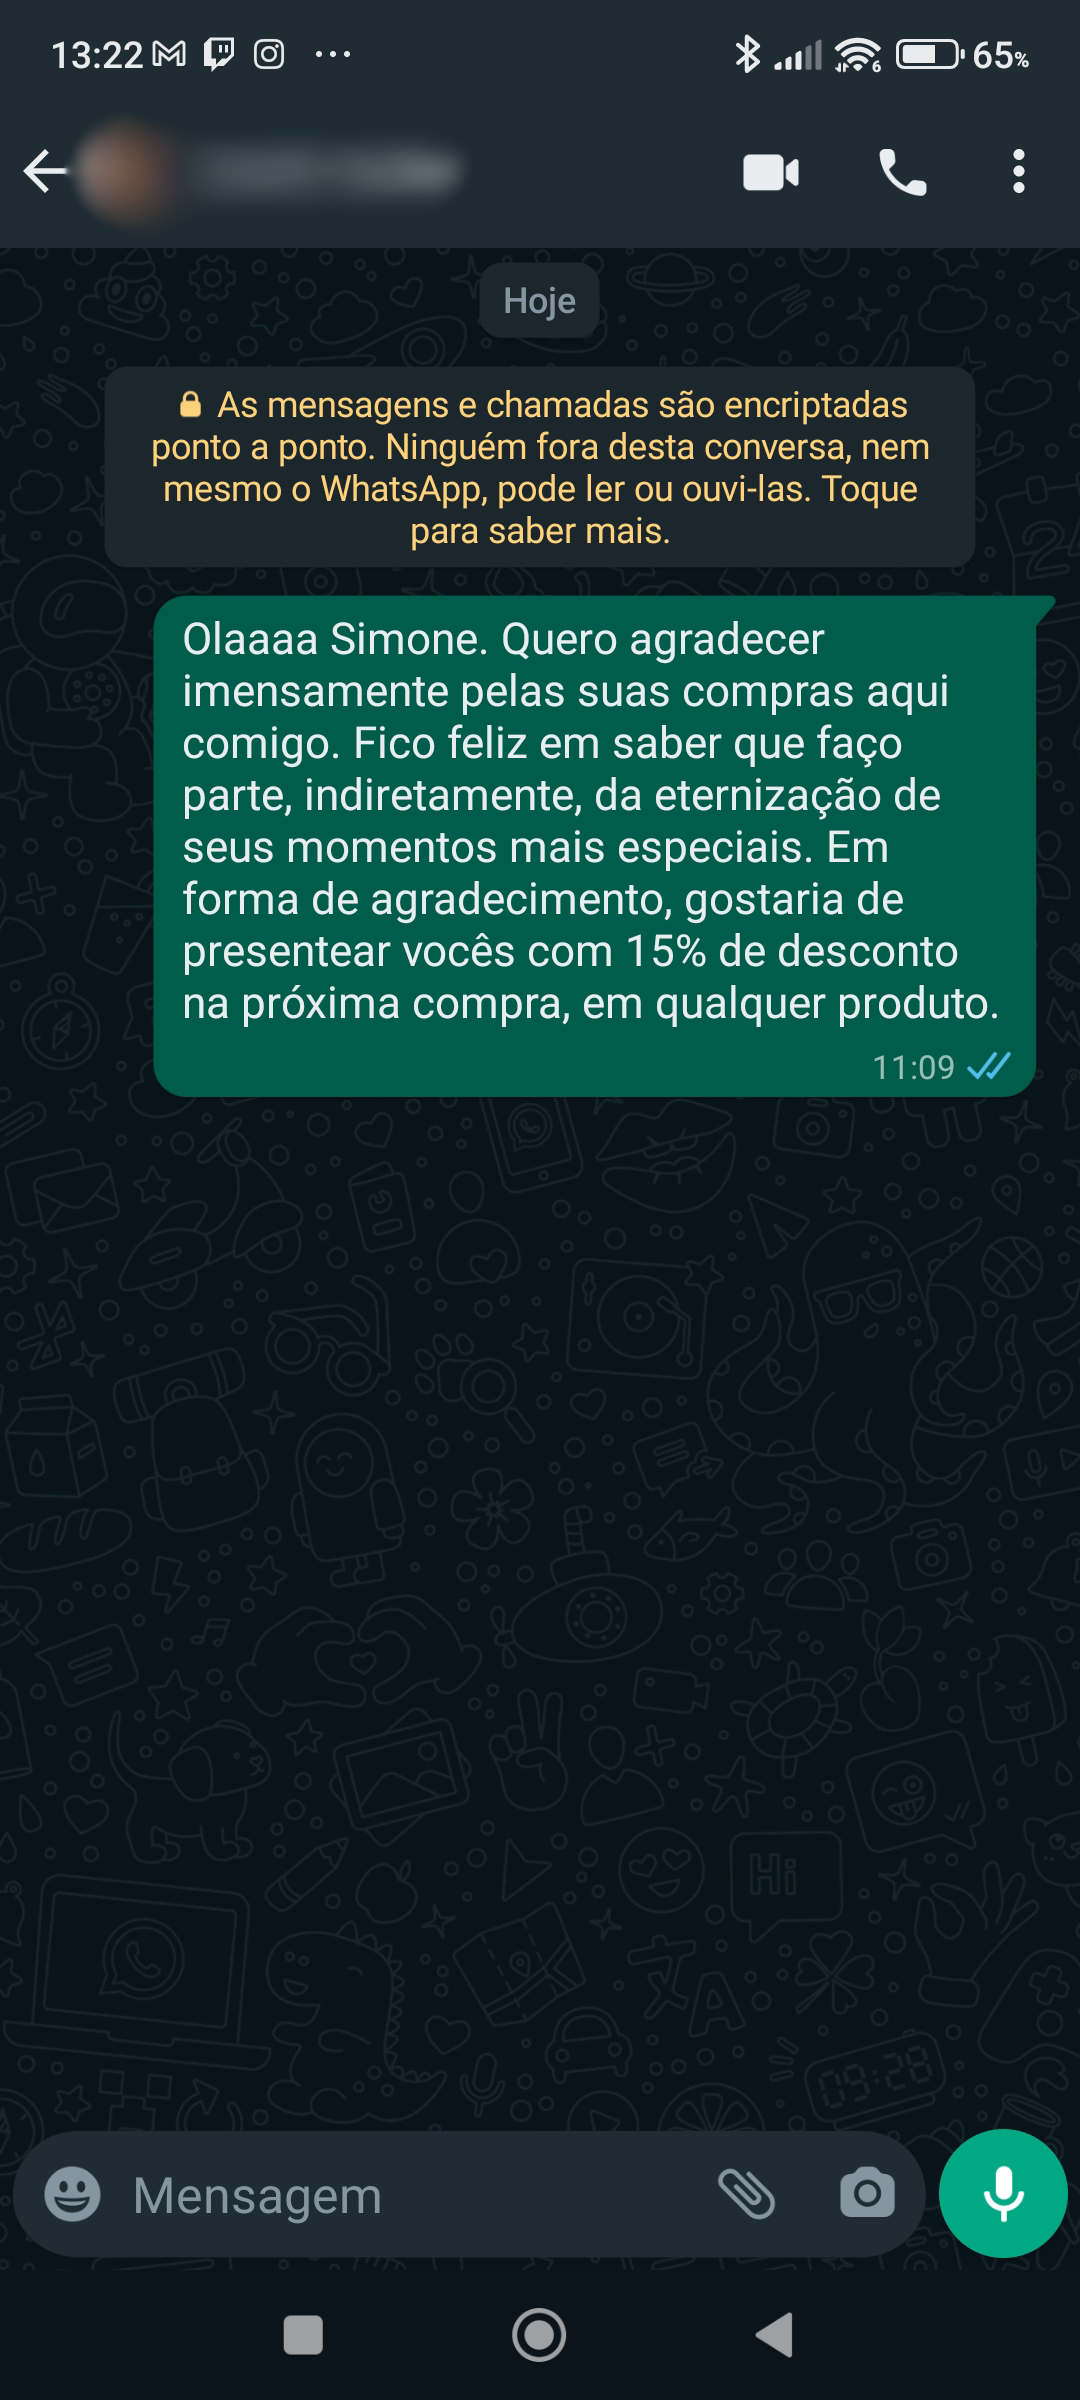 13:22
65%
Hoje
As mensagens e chamadas são encriptadas
ponto a ponto. Ninguém fora desta conversa, nem
mesmo o WhatsApp, pode ler ou ouvi-las. Toque
para saber mais.
Olaaaa Simone. Quero agradecer
imensamente pelas suas compras aqui
comigo. Fico feliz em saber que faço
parte, indiretamente, da eternização de
seus momentos mais especiais. Em
forma de agradecimento, gostaria de
presentear vocês com 15% de desconto
na próxima compra, em qualquer produto.
11:09
Hi
09:28
Mensagem